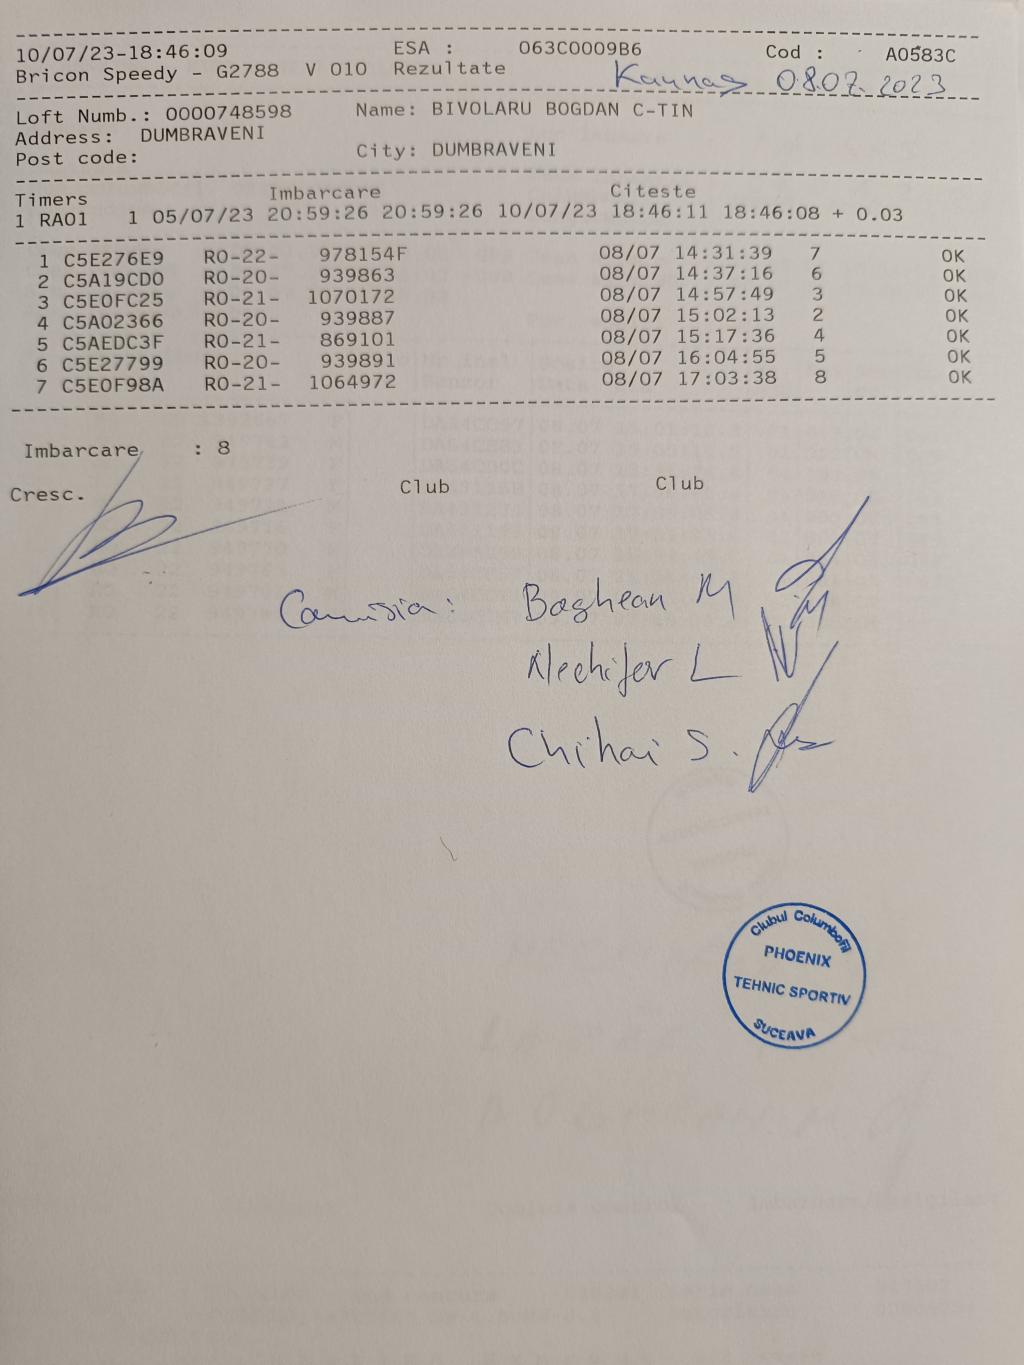 10/07/23-18:46:09 ESA : 063C0009B6 Cod : A0583C
Bricon Speedy - G2788 V 010 Rezultate
Kaunas 08.07.2023
Loft Numb.: 0000748598 Name: BIVOLARU BOGDAN C-TIN
Address: DUMBRAVENI
Post code: City: DUMBRAVENI
Timers Imbarcare Citeste
1 RA01 1 05/07/23 20:59:26 20:59:26 10/07/23 18:46:11 18:46:08 + 0.03
1 C5E276E9 RO-22- 978154F 08/07 14:31:39 7 OK
2 C5A19CD0 RO-20- 939863 08/07 14:37:16 6 OK
3 C5E0FC25 RO-21- 1070172 08/07 14:57:49 3 OK
4 C5A02366 RO-20- 939887 08/07 15:02:13 2 OK
5 C5AEDC3F RO-21- 869101 08/07 15:17:36 4 OK
6 C5E27799 RO-20- 939891 08/07 16:04:55 5 OK
7 C5E0F98A RO-21- 1064972 08/07 17:03:38 8 OK
Imbarcare : 8
Cresc. Club Club
Comisia: Boghean M
Nechifor L
Chihai S.
Clubul Columbofil
PHOENIX
TEHNIC SPORTIV
SUCEAVA